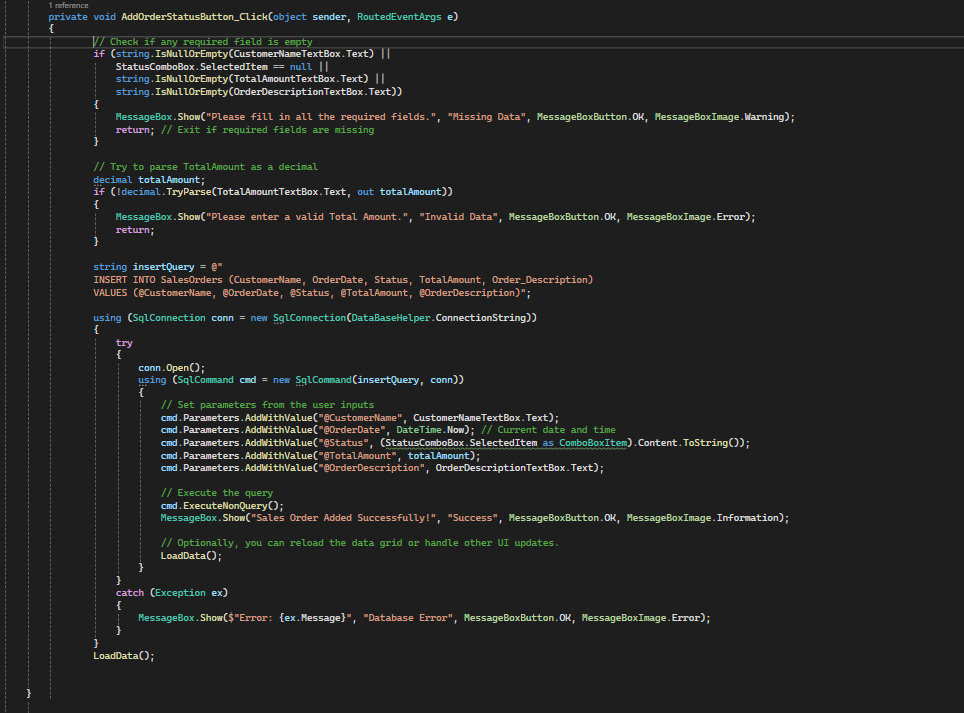 1 reference
private void AddOrderStatusButton_Click(object sender, RoutedEventArgs e)
{
// Check if any required field is empty
if (string.IsNullOrEmpty(CustomerNameTextBox.Text) ||
StatusComboBox.SelectedItem == null ||
string.IsNullOrEmpty(TotalAmountTextBox.Text) ||
string.IsNullOrEmpty(OrderDescriptionTextBox.Text))
{
MessageBox.Show("Please fill in all the required fields.", "Missing Data", MessageBoxButton.OK, MessageBoxImage.Warning);
return; // Exit if required fields are missing
}
// Try to parse TotalAmount as a decimal
decimal totalAmount;
if (!decimal.TryParse(TotalAmountTextBox.Text, out totalAmount))
{
MessageBox.Show("Please enter a valid Total Amount.", "Invalid Data", MessageBoxButton.OK, MessageBoxImage.Error);
return;
}
string insertQuery = @"
INSERT INTO SalesOrders (CustomerName, OrderDate, Status, TotalAmount, Order_Description)
VALUES (@CustomerName, @OrderDate, @Status, @TotalAmount, @OrderDescription)";
using (SqlConnection conn = new SqlConnection(DataBaseHelper.ConnectionString))
{
try
{
conn.Open();
using (SqlCommand cmd = new SqlCommand(insertQuery, conn))
{
// Set parameters from the user inputs
cmd.Parameters.AddWithValue("@CustomerName", CustomerNameTextBox.Text);
cmd.Parameters.AddWithValue("@OrderDate", DateTime.Now); // Current date and time
cmd.Parameters.AddWithValue("@Status", (StatusComboBox.SelectedItem as ComboBoxItem).Content.ToString());
cmd.Parameters.AddWithValue("@TotalAmount", totalAmount);
cmd.Parameters.AddWithValue("@OrderDescription", OrderDescriptionTextBox.Text);
// Execute the query
cmd.ExecuteNonQuery();
MessageBox.Show("Sales Order Added Successfully!", "Success", MessageBoxButton.OK, MessageBoxImage.Information);
// Optionally, you can reload the data grid or handle other UI updates.
LoadData();
}
}
catch (Exception ex)
{
MessageBox.Show($"Error: {ex.Message}", "Database Error", MessageBoxButton.OK, MessageBoxImage.Error);
}
}
LoadData();
}